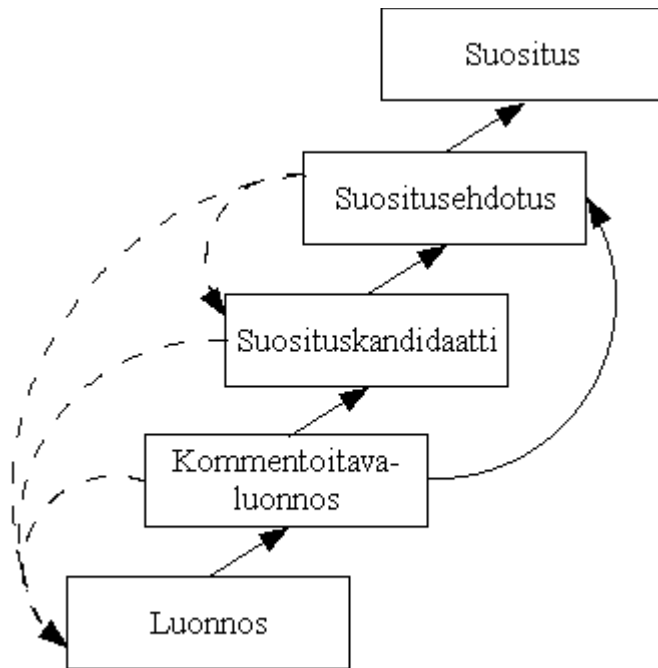 Suositus
Suositusehdotus
Suosituskandidaatti
Kommentoitava-
luonnos
Luonnos